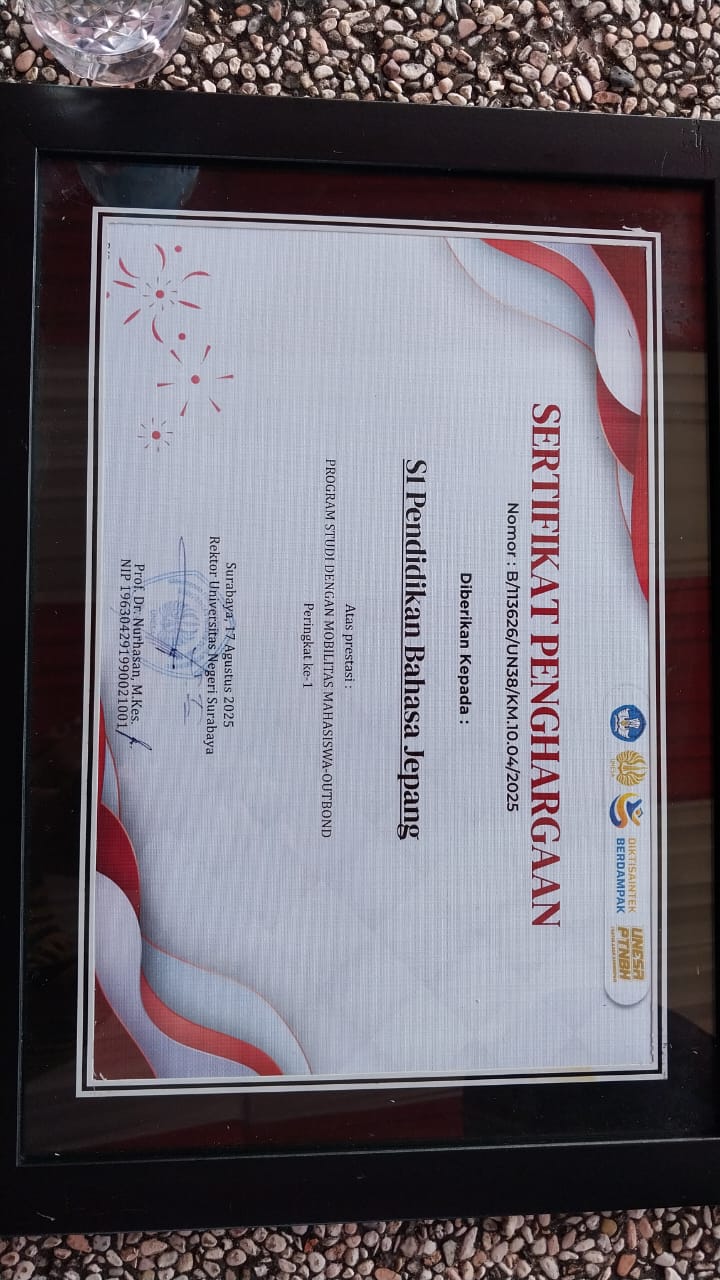 DIKTISAINTEK
BERDAMPAK
UNESA
PTNBH
SERTIFIKAT PENGHARGAAN
Nomor : B/113626/UN38/KM.10.04/2025
Diberikan Kepada :
S1 Pendidikan Bahasa Jepang
Atas prestasi :
PROGRAM STUDI DENGAN MOBILITAS MAHASISWA-OUTBOND
Peringkat ke-1
Surabaya, 17 Agustus 2025
Rektor Universitas Negeri Surabaya
Prof. Dr. Nurhasan, M.Kes.
NIP 196304291990021001